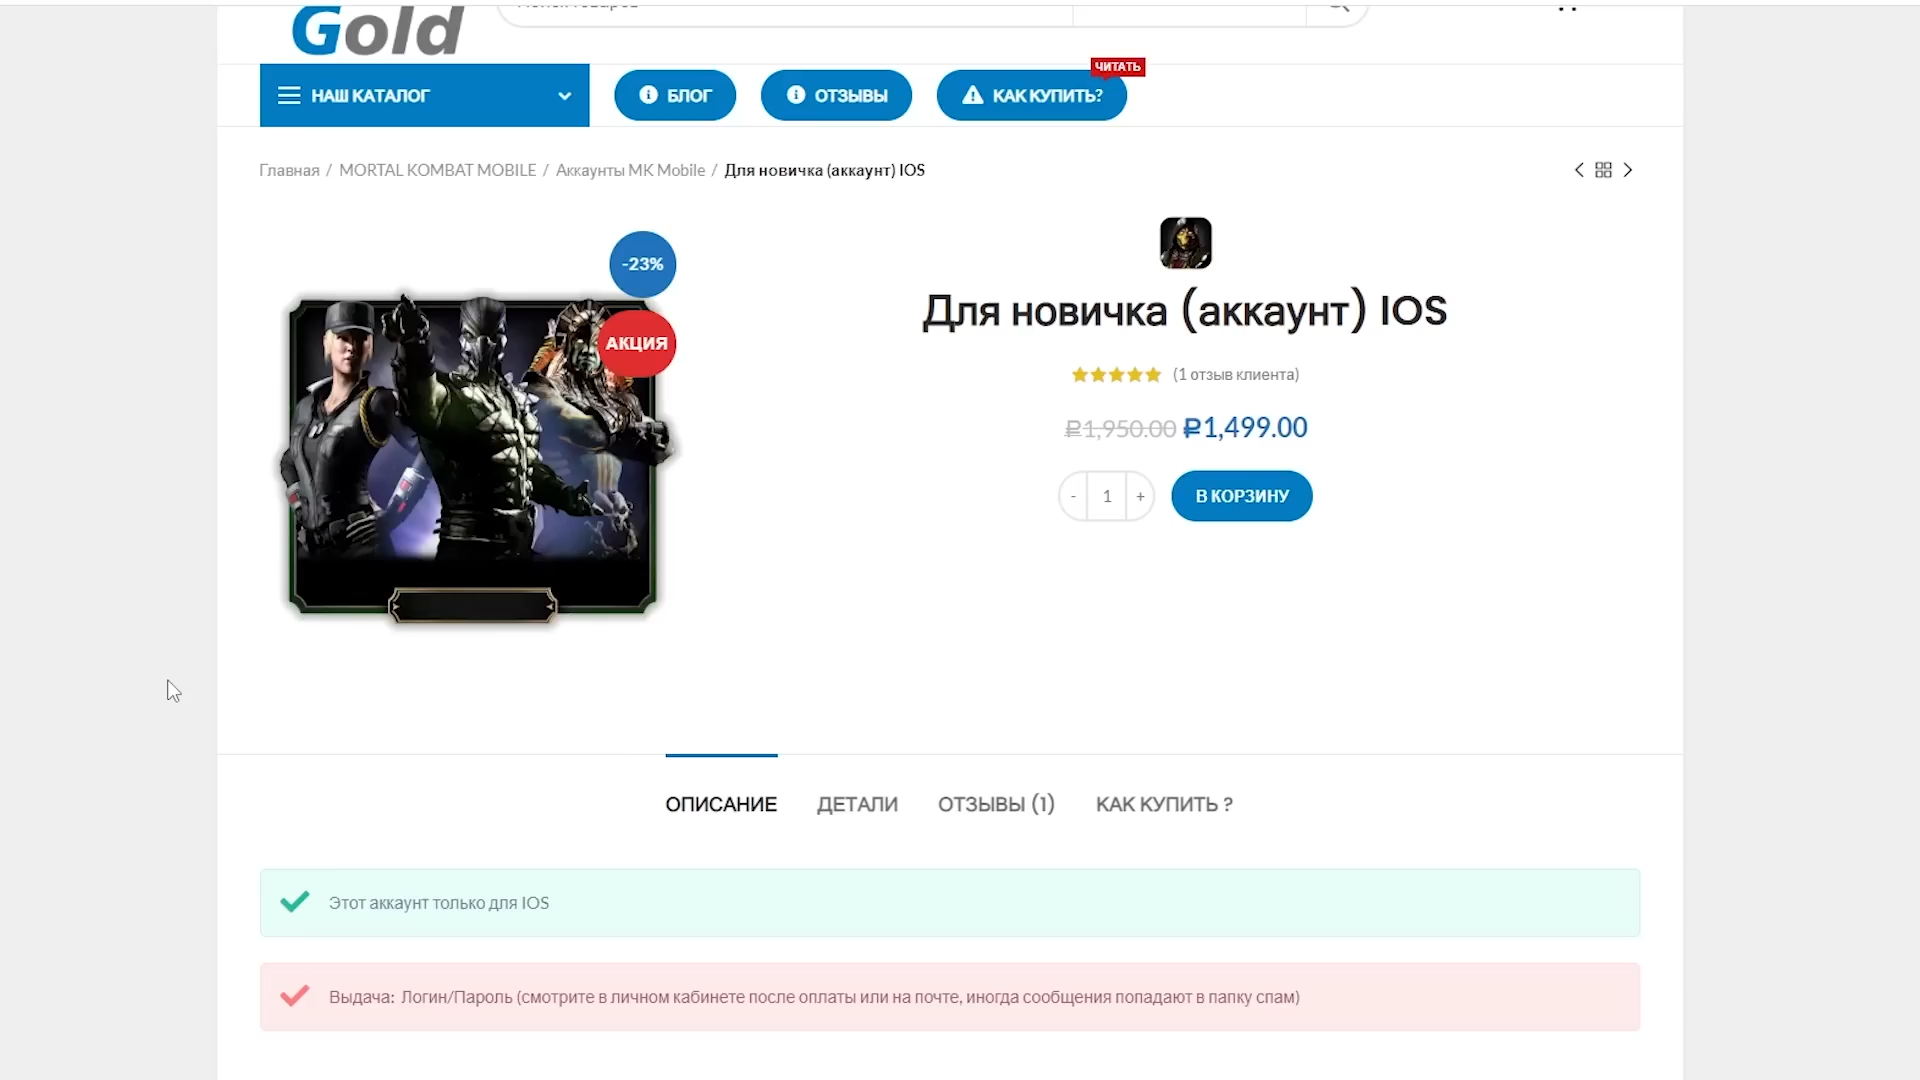 Gold
НАШ КАТАЛОГ
БЛОГ
ОТЗЫВЫ
КАК КУПИТЬ?
ЧИТАТЬ
Главная / MORTAL KOMBAT MOBILE / Аккаунты MK Mobile / Для новичка (аккаунт) IOS
-23%
АКЦИЯ
Для новичка (аккаунт) IOS
(1 отзыв клиента)
₽1,950.00 ₽1,499.00
- 1 +
В КОРЗИНУ
ОПИСАНИЕ
ДЕТАЛИ
ОТЗЫВЫ (1)
КАК КУПИТЬ ?
Этот аккаунт только для IOS
Выдача: Логин/Пароль (смотрите в личном кабинете после оплаты или на почте, иногда сообщения попадают в папку спам)